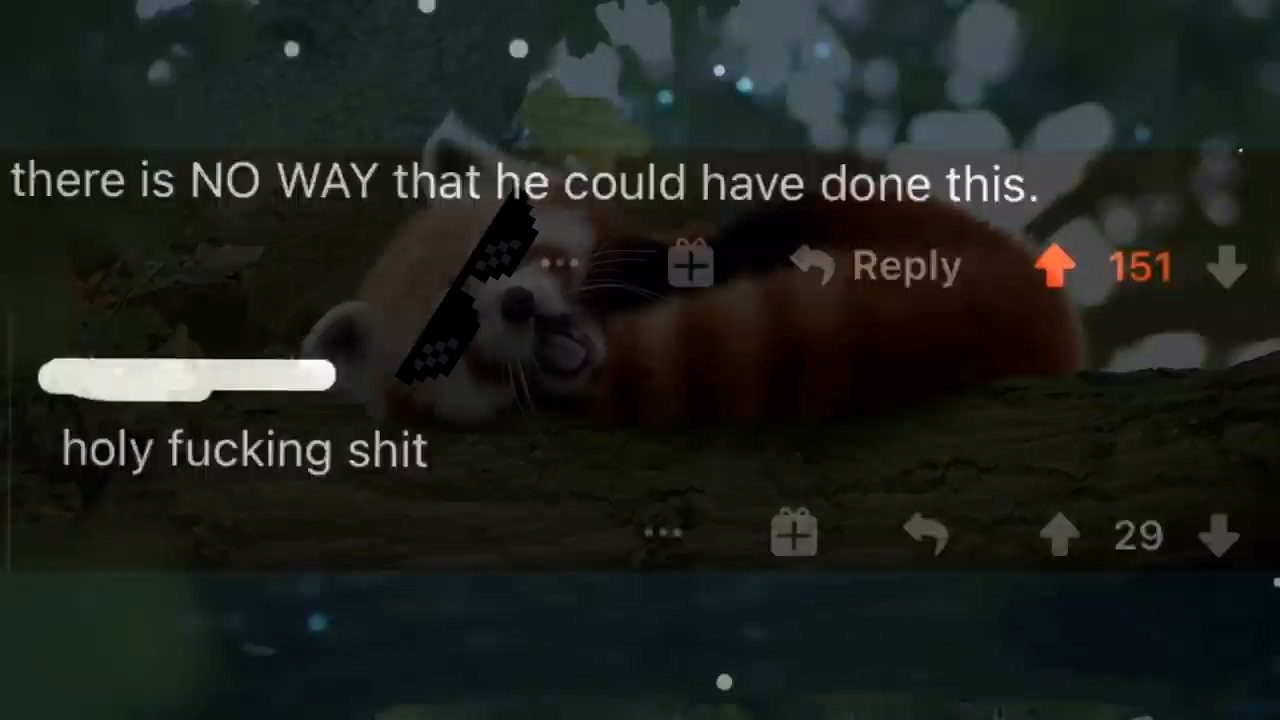 there is NO WAY that he could have done this.
Reply 151
holy fucking shit
29